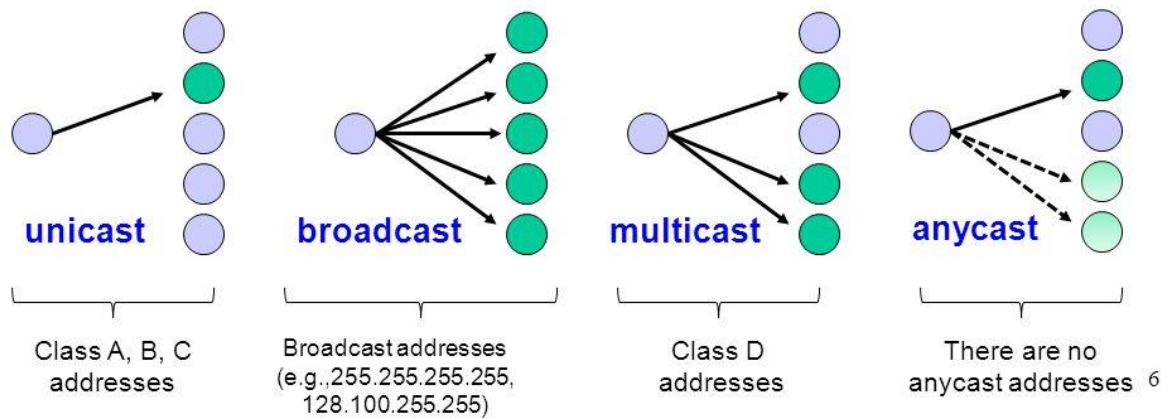 unicast
broadcast
multicast
anycast
Class A, B, C
addresses
Broadcast addresses
(e.g.,255.255.255.255,
128.100.255.255)
Class D
addresses
There are no
anycast addresses
6